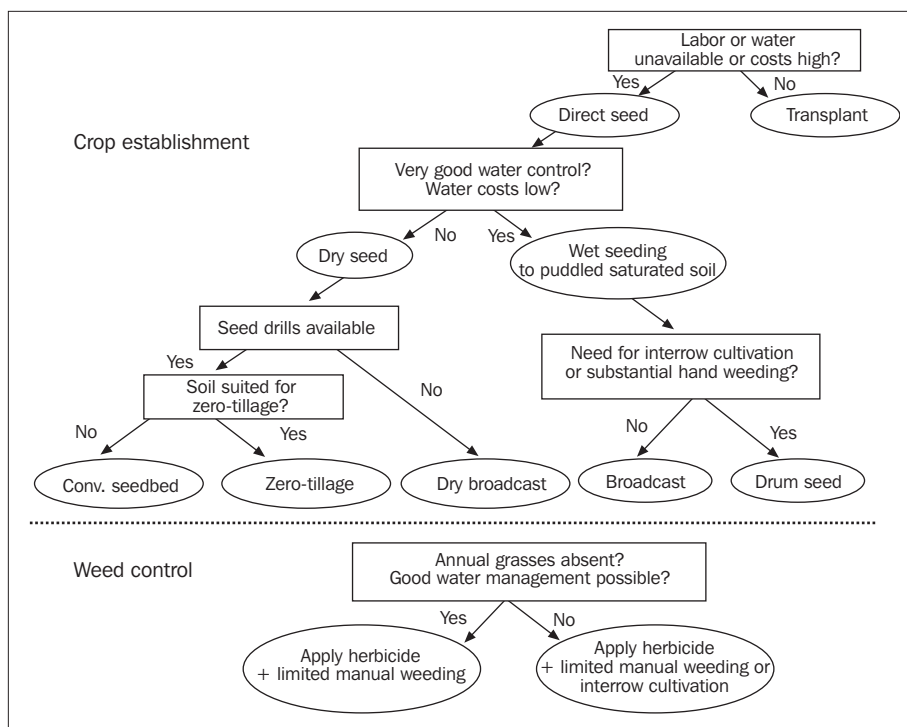 Labor or water
unavailable or costs high?
Yes
No
Direct seed
Transplant
Crop establishment
Very good water control?
Water costs low?
No
Yes
Dry seed
Wet seeding
to puddled saturated soil
Seed drills available
Need for interrow cultivation
or substantial hand weeding?
Yes
No
Soil suited for
zero-tillage?
No
Yes
No
Yes
Conv. seedbed
Zero-tillage
Dry broadcast
Broadcast
Drum seed
Weed control
Annual grasses absent?
Good water management possible?
Yes
No
Apply herbicide
+ limited manual weeding
Apply herbicide
+ limited manual weeding or
interrow cultivation